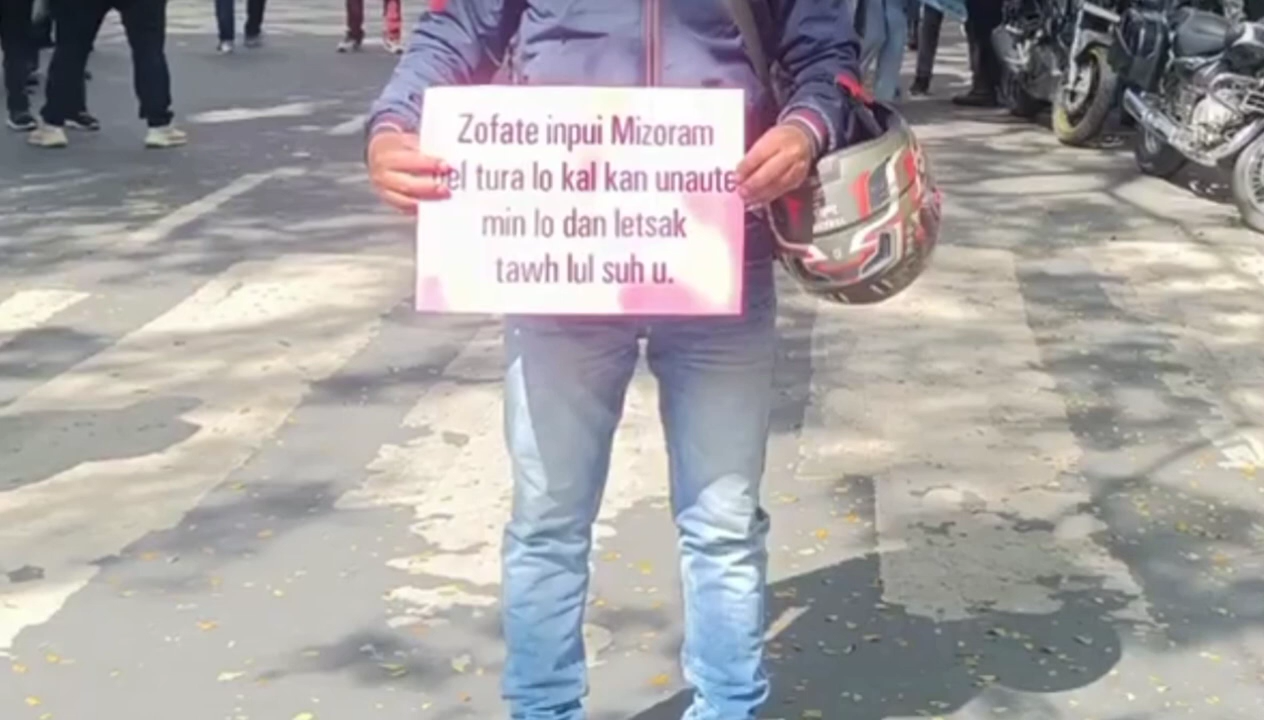 Zofate inpui Mizoram
tura lo kal kan unaute
min lo dan letsak
tawh lul suh u.